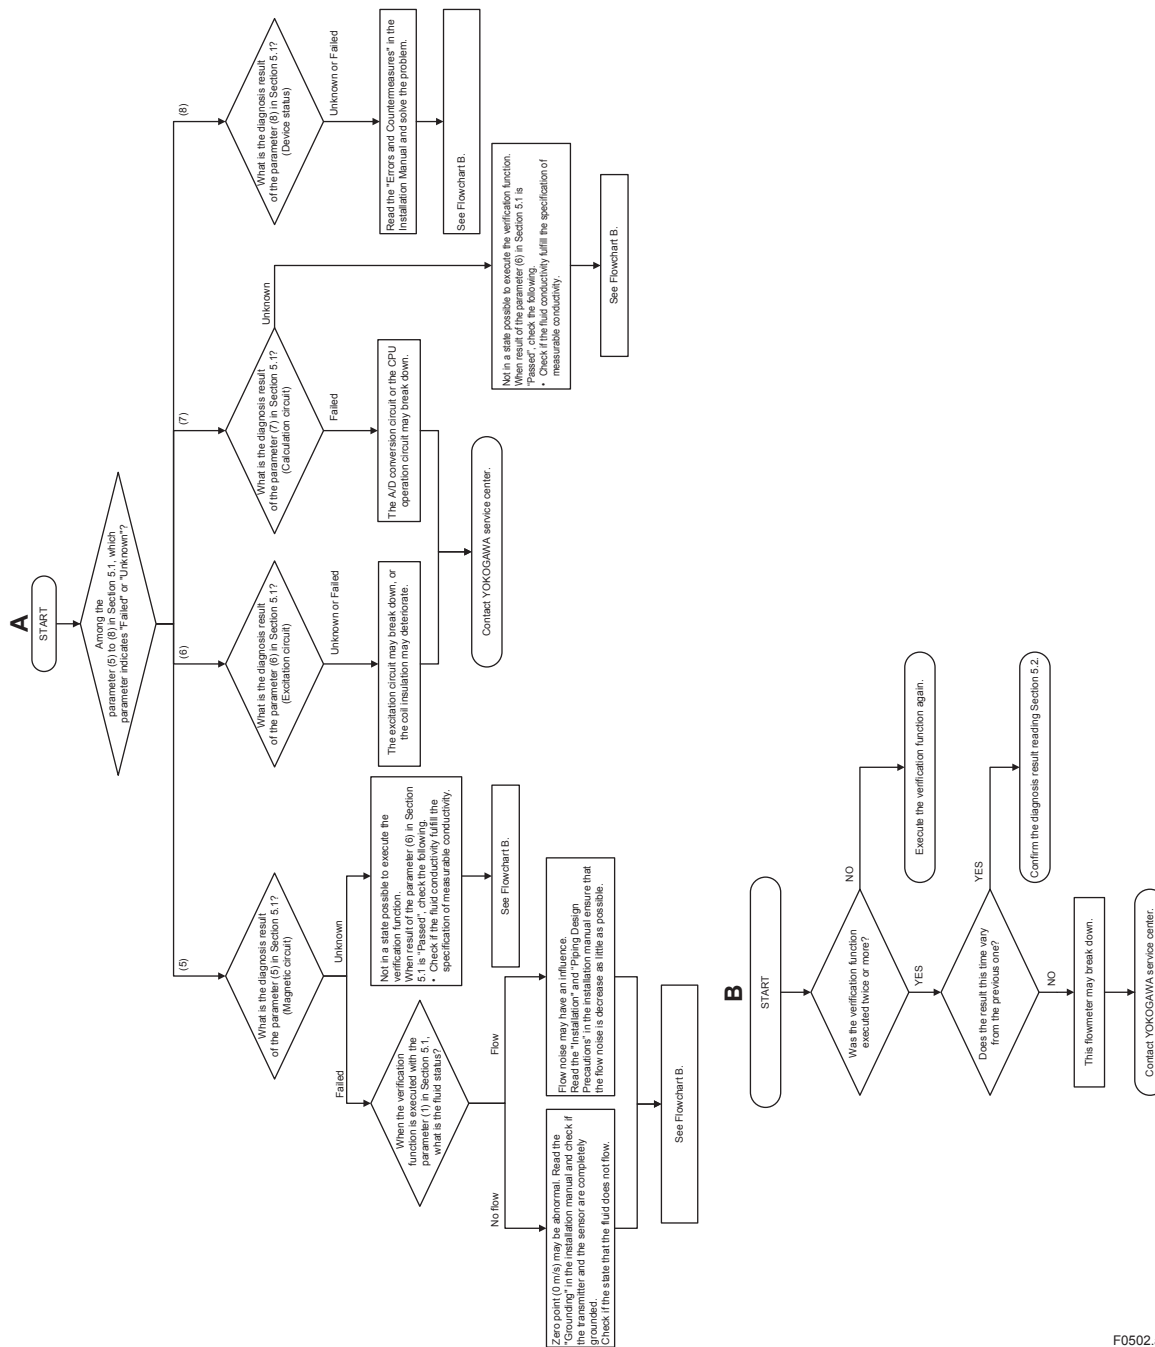 A
START
Among the
parameter (5) to (8) in Section 5.1, which
parameter indicates "Failed" or "Unknown"?
(5)
What is the diagnosis result
of the parameter (5) in Section 5.1?
(Magnetic circuit)
Failed
Unknown
When the verification
function is executed with the
parameter (1) in Section 5.1,
what is the fluid status?
No flow
Flow
Zero point (0 m/s) may be abnormal. Read the
"Grounding" in the installation manual and check if
the transmitter and the sensor are completely
grounded.
Check if the state that the fluid does not flow.
Flow noise may have an influence.
Read the "Installation" and "Piping Design
Precautions" in the installation manual ensure that
the flow noise is decrease as little as possible.
See Flowchart B.
Not in a state possible to execute the
verification function.
When result of the parameter (6) in Section
5.1 is "Passed", check the following.
• Check if the fluid conductivity fulfill the
specification of measurable conductivity.
See Flowchart B.
(6)
What is the diagnosis result
of the parameter (6) in Section 5.1?
(Excitation circuit)
Unknown or Failed
The excitation circuit may break down, or
the coil insulation may deteriorate.
(7)
What is the diagnosis result
of the parameter (7) in Section 5.1?
(Calculation circuit)
Failed
Unknown
The A/D conversion circuit or the CPU
operation circuit may break down.
Contact YOKOGAWA service center.
Not in a state possible to execute the verification function.
When result of the parameter (6) in Section 5.1 is
"Passed", check the following.
• Check if the fluid conductivity fulfill the specification of
measurable conductivity.
See Flowchart B.
(8)
What is the diagnosis result
of the parameter (8) in Section 5.1?
(Device status)
Unknown or Failed
Read the "Errors and Countermeasures" in the
Installation Manual and solve the problem.
See Flowchart B.
B
START
Was the verification function
executed twice or more?
NO
YES
Execute the verification function again.
Does the result this time vary
from the previous one?
YES
NO
Confirm the diagnosis result reading Section 5.2.
This flowmeter may break down.
Contact YOKOGAWA service center.
F0502.